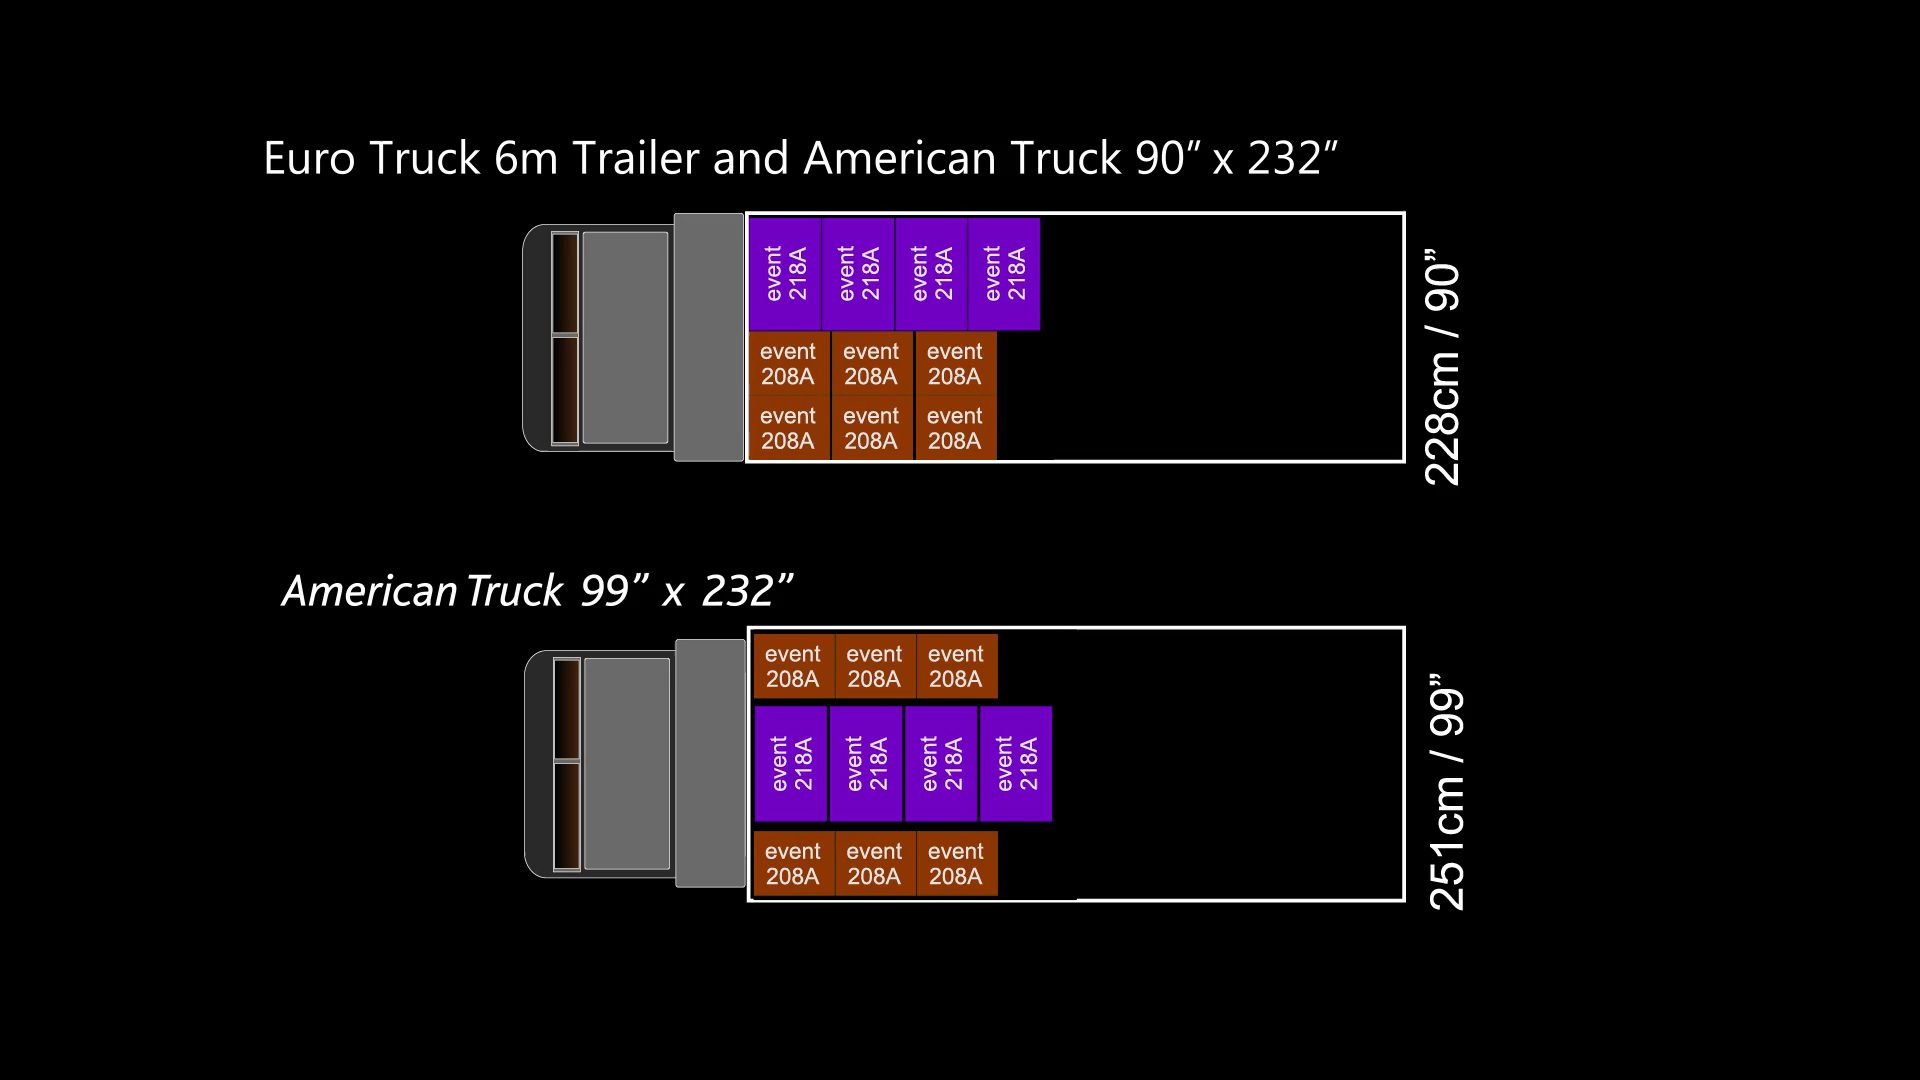 Euro Truck 6m Trailer and American Truck 90” x 232”
event
218A
event
218A
event
218A
event
218A
event
208A
event
208A
event
208A
event
208A
event
208A
event
208A
228cm / 90”
American Truck 99” x 232”
event
208A
event
208A
event
208A
event
218A
event
218A
event
218A
event
218A
event
208A
event
208A
event
208A
251cm / 99”